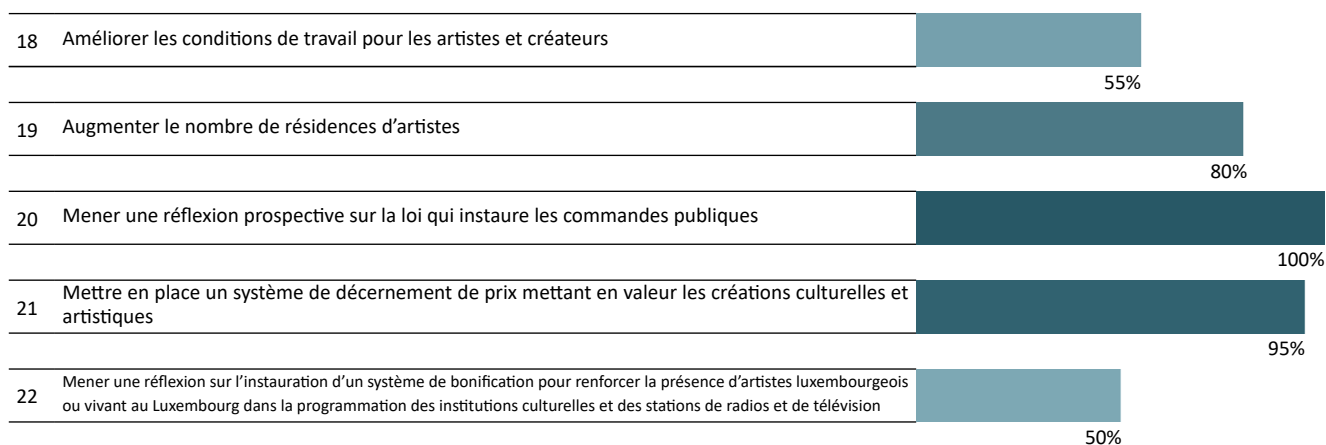 18 Améliorer les conditions de travail pour les artistes et créateurs
55%
19 Augmenter le nombre de résidences d’artistes
80%
20 Mener une réflexion prospective sur la loi qui instaure les commandes publiques
100%
21 Mettre en place un système de décernement de prix mettant en valeur les créations culturelles et
artistiques
95%
22 Mener une réflexion sur l’instauration d’un système de bonification pour renforcer la présence d’artistes luxembourgeois
ou vivant au Luxembourg dans la programmation des institutions culturelles et des stations de radios et de télévision
50%